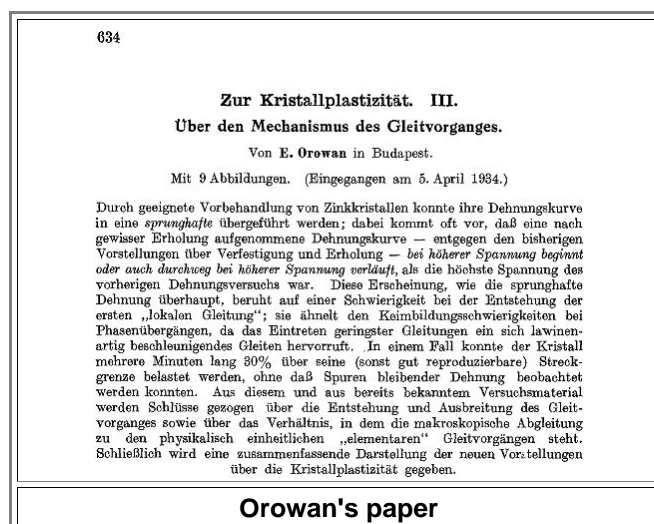 634
Zur Kristallplastizität. III.
Über den Mechanismus des Gleitvorganges.
Von E. Orowan in Budapest.
Mit 9 Abbildungen. (Eingegangen am 5. April 1934.)
Durch geeignete Vorbehandlung von Zinkkristallen konnte ihre Dehnungskurve
in eine sprunghafte übergeführt werden; dabei kommt oft vor, daß eine nach
gewisser Erholung aufgenommene Dehnungskurve — entgegen den bisherigen
Vorstellungen über Verfestigung und Erholung — bei höherer Spannung beginnt
oder auch durchweg bei höherer Spannung verläuft, als die höchste Spannung des
vorherigen Dehnungsversuchs war. Diese Erscheinung, wie die sprunghafte
Dehnung überhaupt, beruht auf einer Schwierigkeit bei der Entstehung der
ersten „lokalen Gleitung“; sie ähnelt den Keimbildungsschwierigkeiten bei
Phasenübergängen, da das Eintreten geringster Gleitungen ein sich lawinen-
artig beschleunigendes Gleiten hervorruft. In einem Fall konnte der Kristall
mehrere Minuten lang 30% über seine (sonst gut reproduzierbare) Streck-
grenze belastet werden, ohne daß Spuren bleibender Dehnung beobachtet
werden konnten. Aus diesem und aus bereits bekanntem Versuchsmaterial
werden Schlüsse gezogen über die Entstehung und Ausbreitung des Gleit-
vorganges sowie über das Verhältnis, in dem die makroskopische Abgleitung
zu den physikalisch einheitlichen „elementaren“ Gleitvorgängen steht.
Schließlich wird eine zusammenfassende Darstellung der neuen Vorstellungen
über die Kristallplastizität gegeben.
Orowan's paper